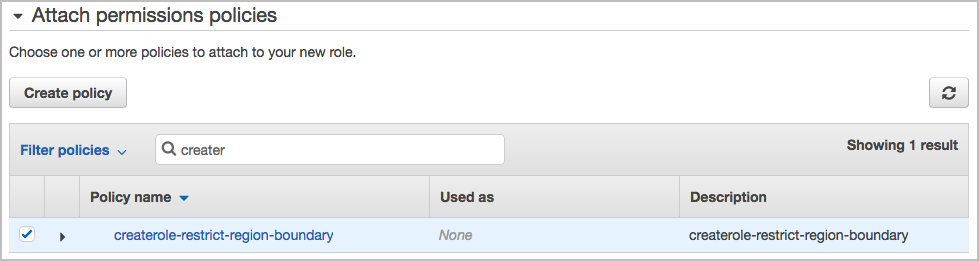 Attach permissions policies
Choose one or more policies to attach to your new role.
Create policy
Filter policies
creater
Showing 1 result
Policy name Used as Description
createrole-restrict-region-boundary None createrole-restrict-region-boundary